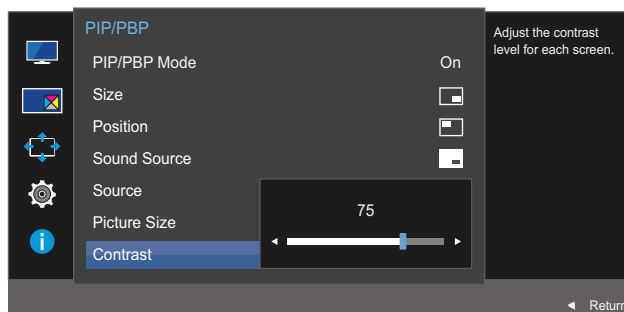 PIP/PBP
PIP/PBP Mode On
Size
Position
Sound Source
Source
Picture Size
Contrast
75
Adjust the contrast
level for each screen.
Return